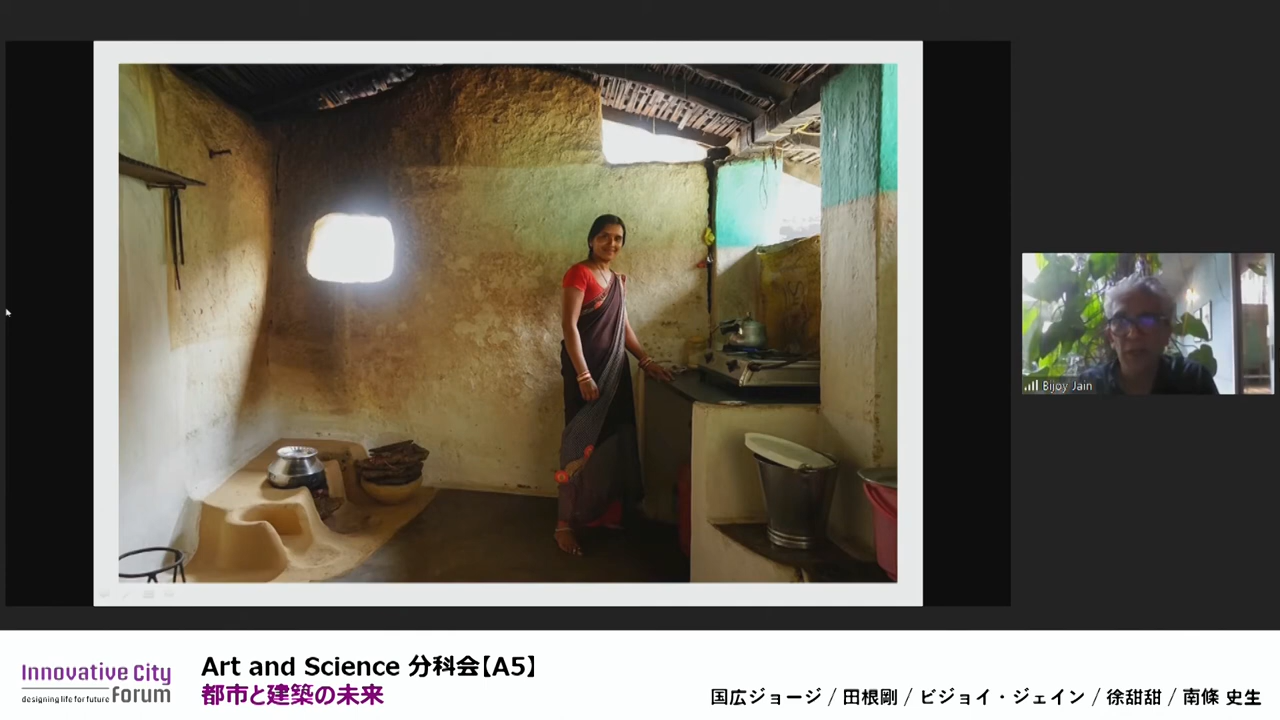 Bijoy Jain
Innovative City
designing life for future forum
Art and Science 分科会【A5】
都市と建築の未来
国広ジョージ / 田根剛 / ビジョイ・ジェイン / 徐甜甜 / 南條 史生